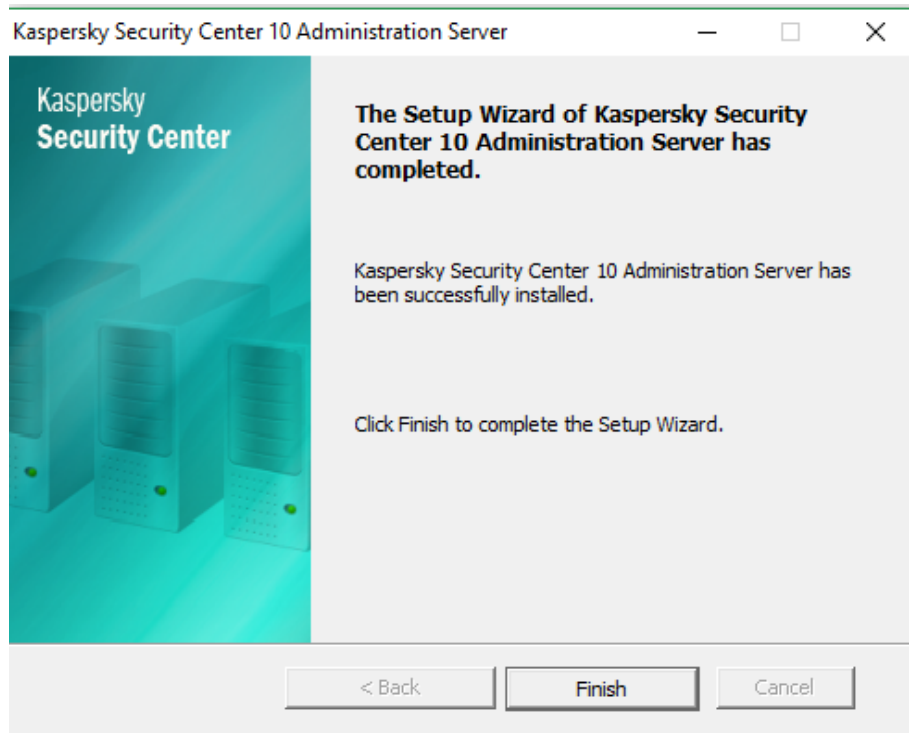 Kaspersky Security Center 10 Administration Server
Kaspersky
Security Center
The Setup Wizard of Kaspersky Security
Center 10 Administration Server has
completed.
Kaspersky Security Center 10 Administration Server has
been successfully installed.
Click Finish to complete the Setup Wizard.
< Back
Finish
Cancel